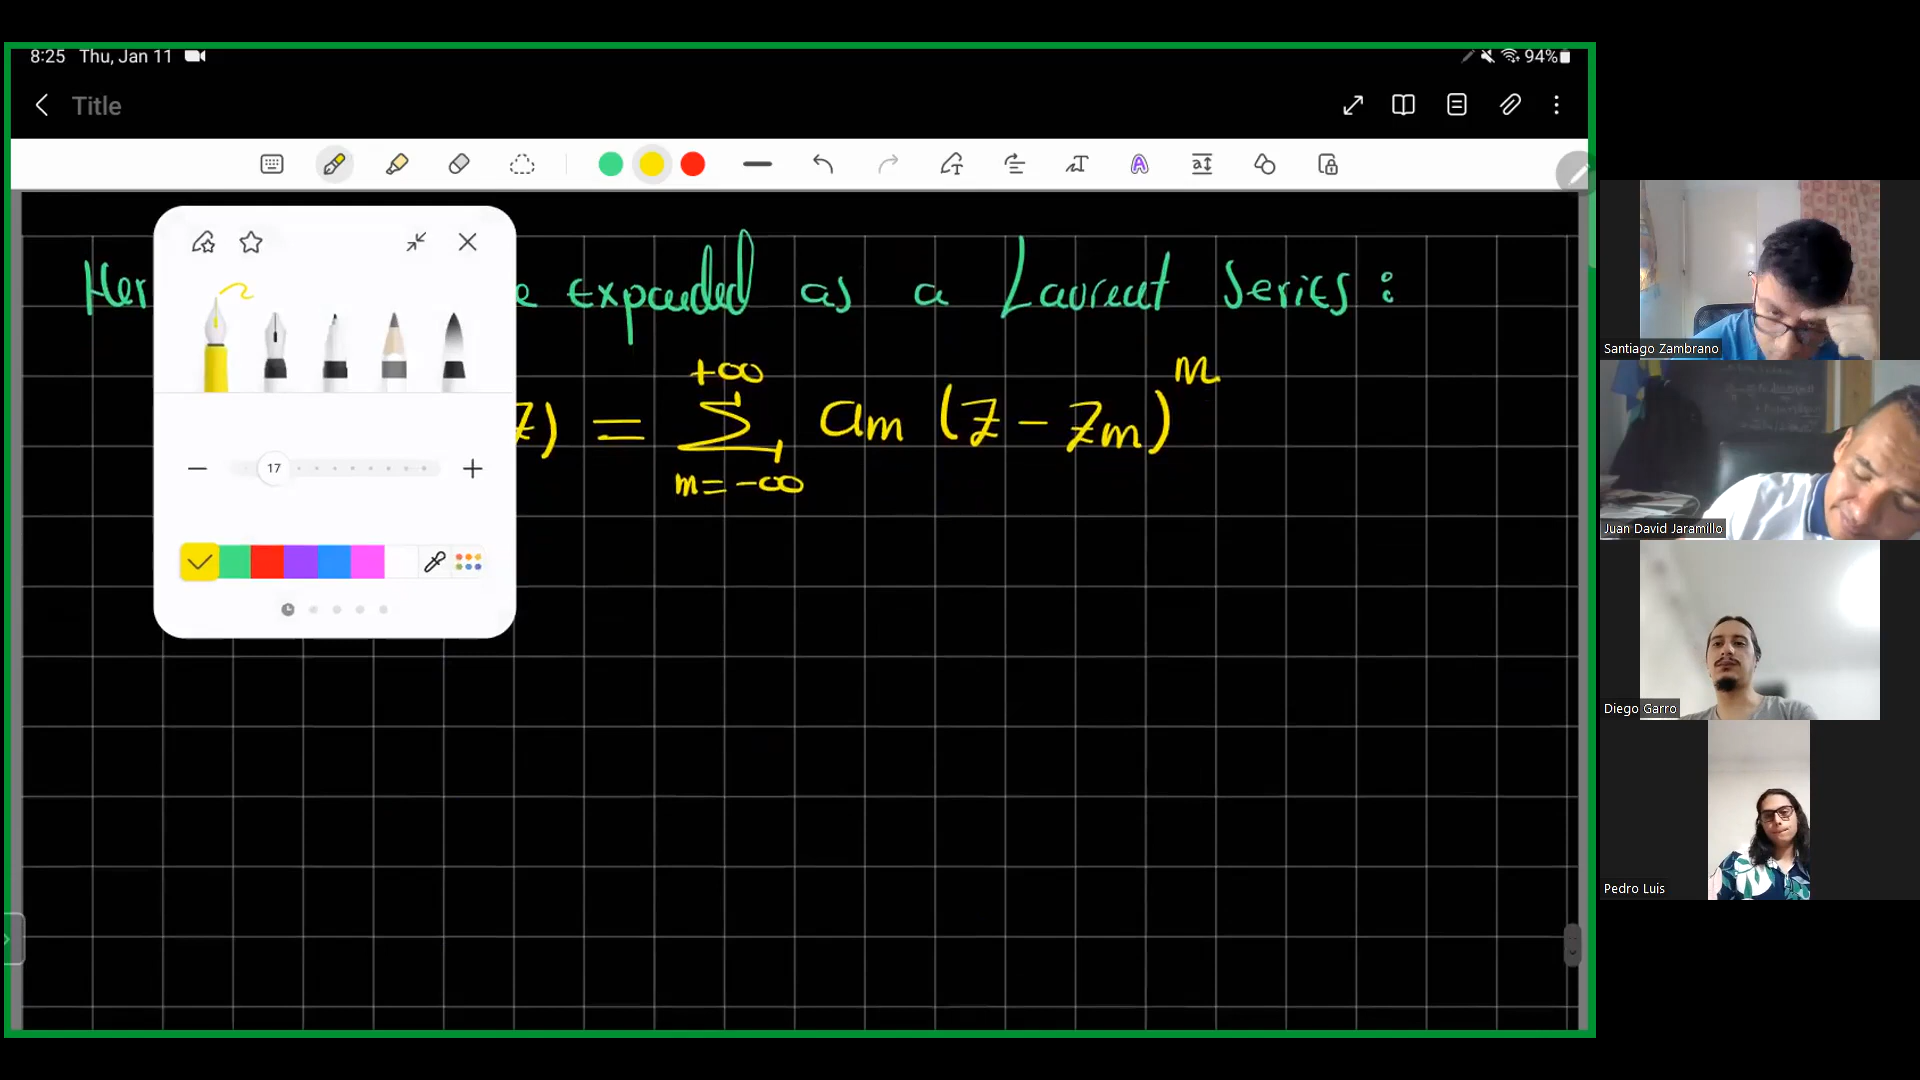 8:25 Thu, Jan 11 94%
Title
a
Her e expanded as a Laurent Series :
z) = +∞ Σ m = -∞ am (z - zm)^m
17
Santiago Zambrano
Juan David Jaramillo
Diego Garro
Pedro Luis